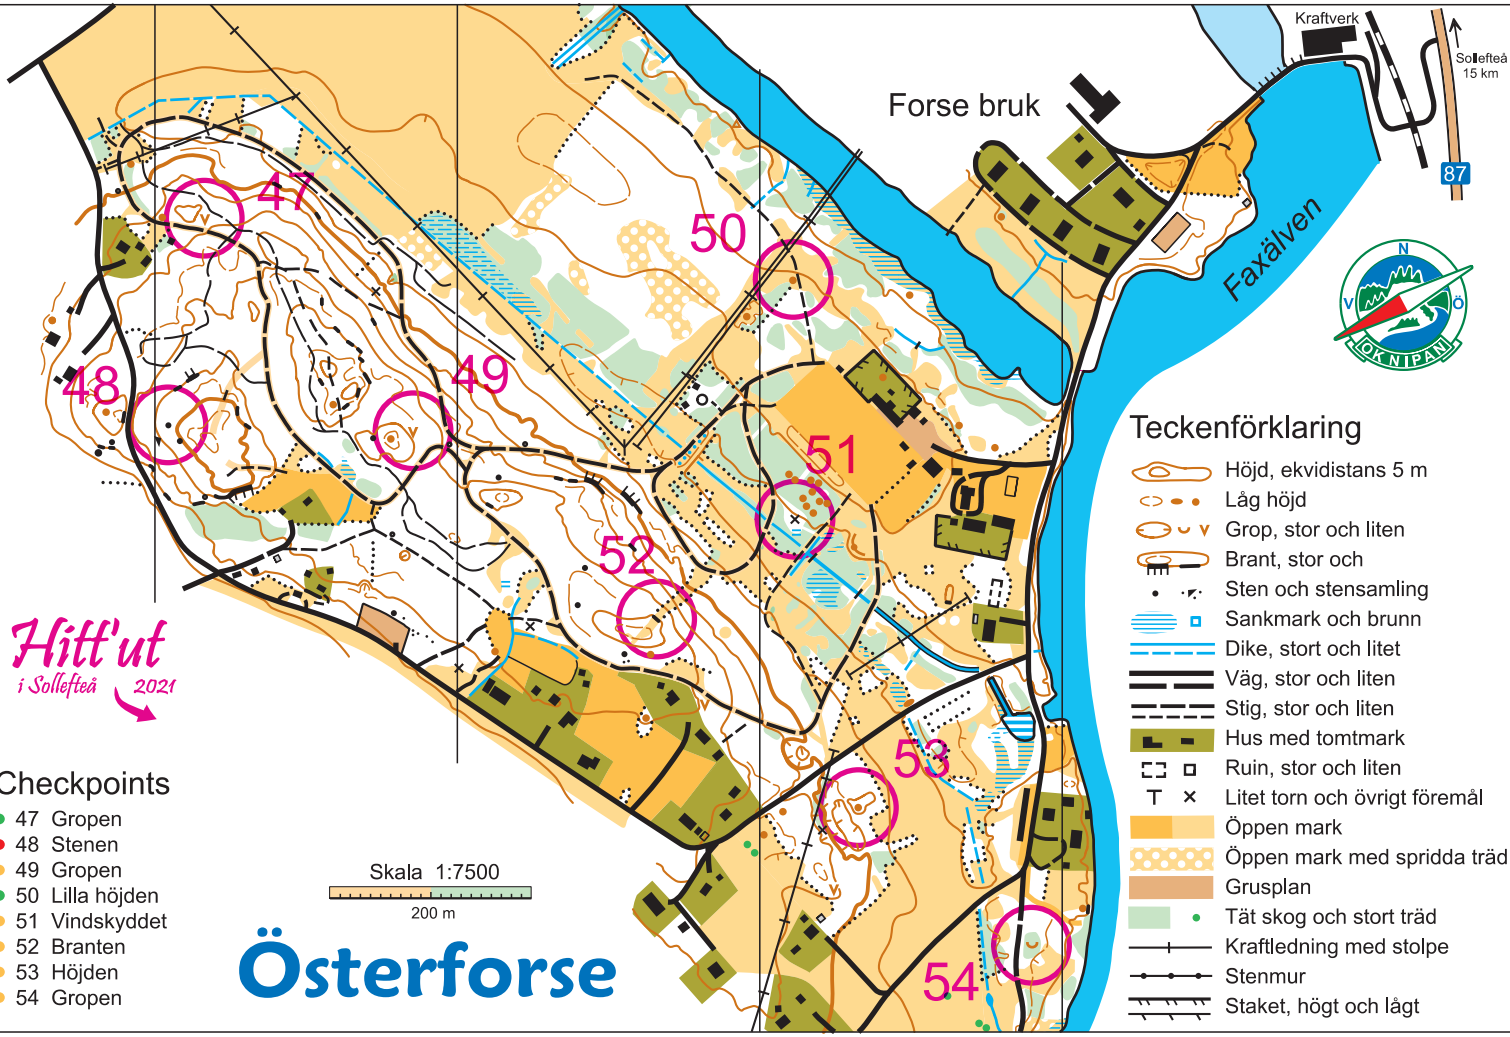 Kraftverk
Sollefteå
15 km
Forse bruk
87
47
50
Faxälven
N
V
Ö
OK NIPAN
49
48
51
52
53
54
Teckenförklaring
Höjd, ekvidistans 5 m
Låg höjd
Grop, stor och liten
Brant, stor och
Sten och stensamling
Sankmark och brunn
Dike, stort och litet
Väg, stor och liten
Stig, stor och liten
Hus med tomtmark
Ruin, stor och liten
Litet torn och övrigt föremål
Öppen mark
Öppen mark med spridda träd
Grusplan
Tät skog och stort träd
Kraftledning med stolpe
Stenmur
Staket, högt och lågt
Hitt'ut
i Sollefteå 2021
Checkpoints
47 Gropen
48 Stenen
49 Gropen
50 Lilla höjden
51 Vindskyddet
52 Branten
53 Höjden
54 Gropen
Skala 1:7500
200 m
Österforse